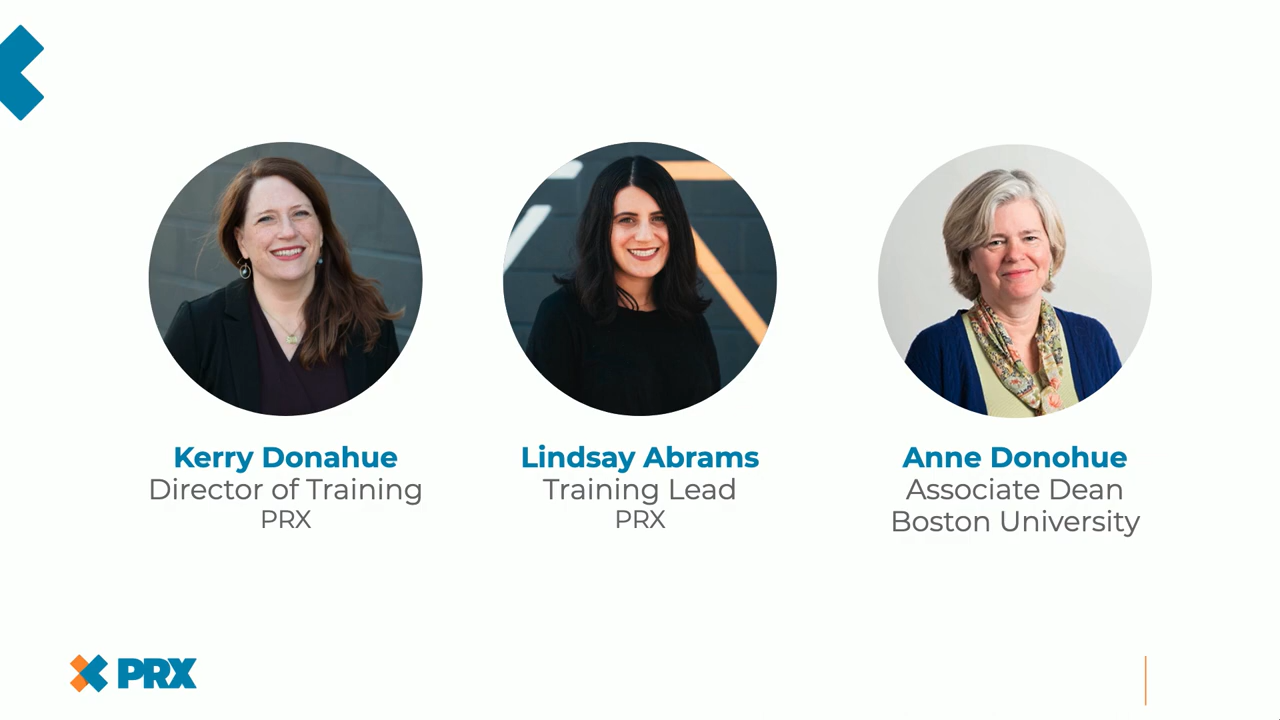 Kerry Donahue
Director of Training
PRX
Lindsay Abrams
Training Lead
PRX
Anne Donohue
Associate Dean
Boston University
PRX